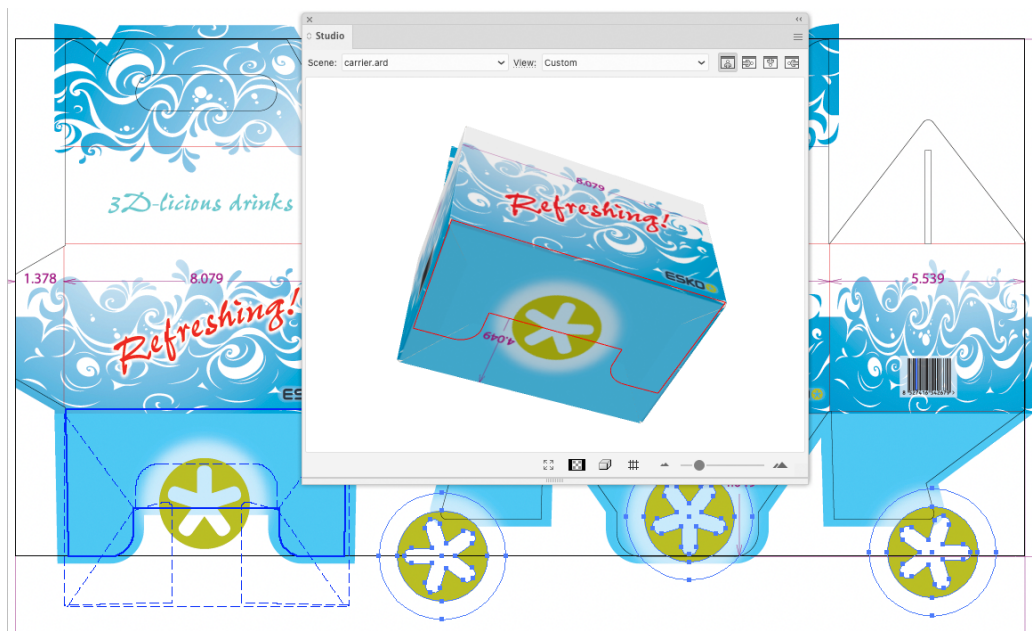 Studio
Scene: carrier.ard
View: Custom
3D-licious drinks
8.079
Refreshing!
ESKO
4.049
1.378
8.079
Refreshing!
ES
5.539